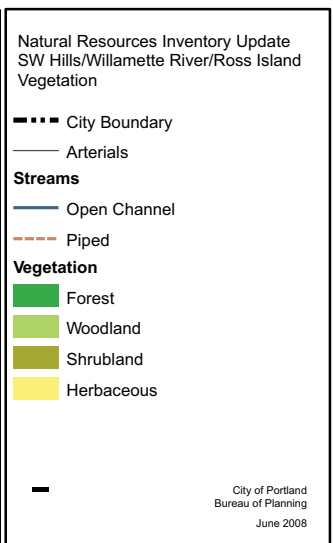 Natural Resources Inventory Update
SW Hills/Willamette River/Ross Island
Vegetation
City Boundary
Arterials
Streams
Open Channel
Piped
Vegetation
Forest
Woodland
Shrubland
Herbaceous
City of Portland
Bureau of Planning
June 2008